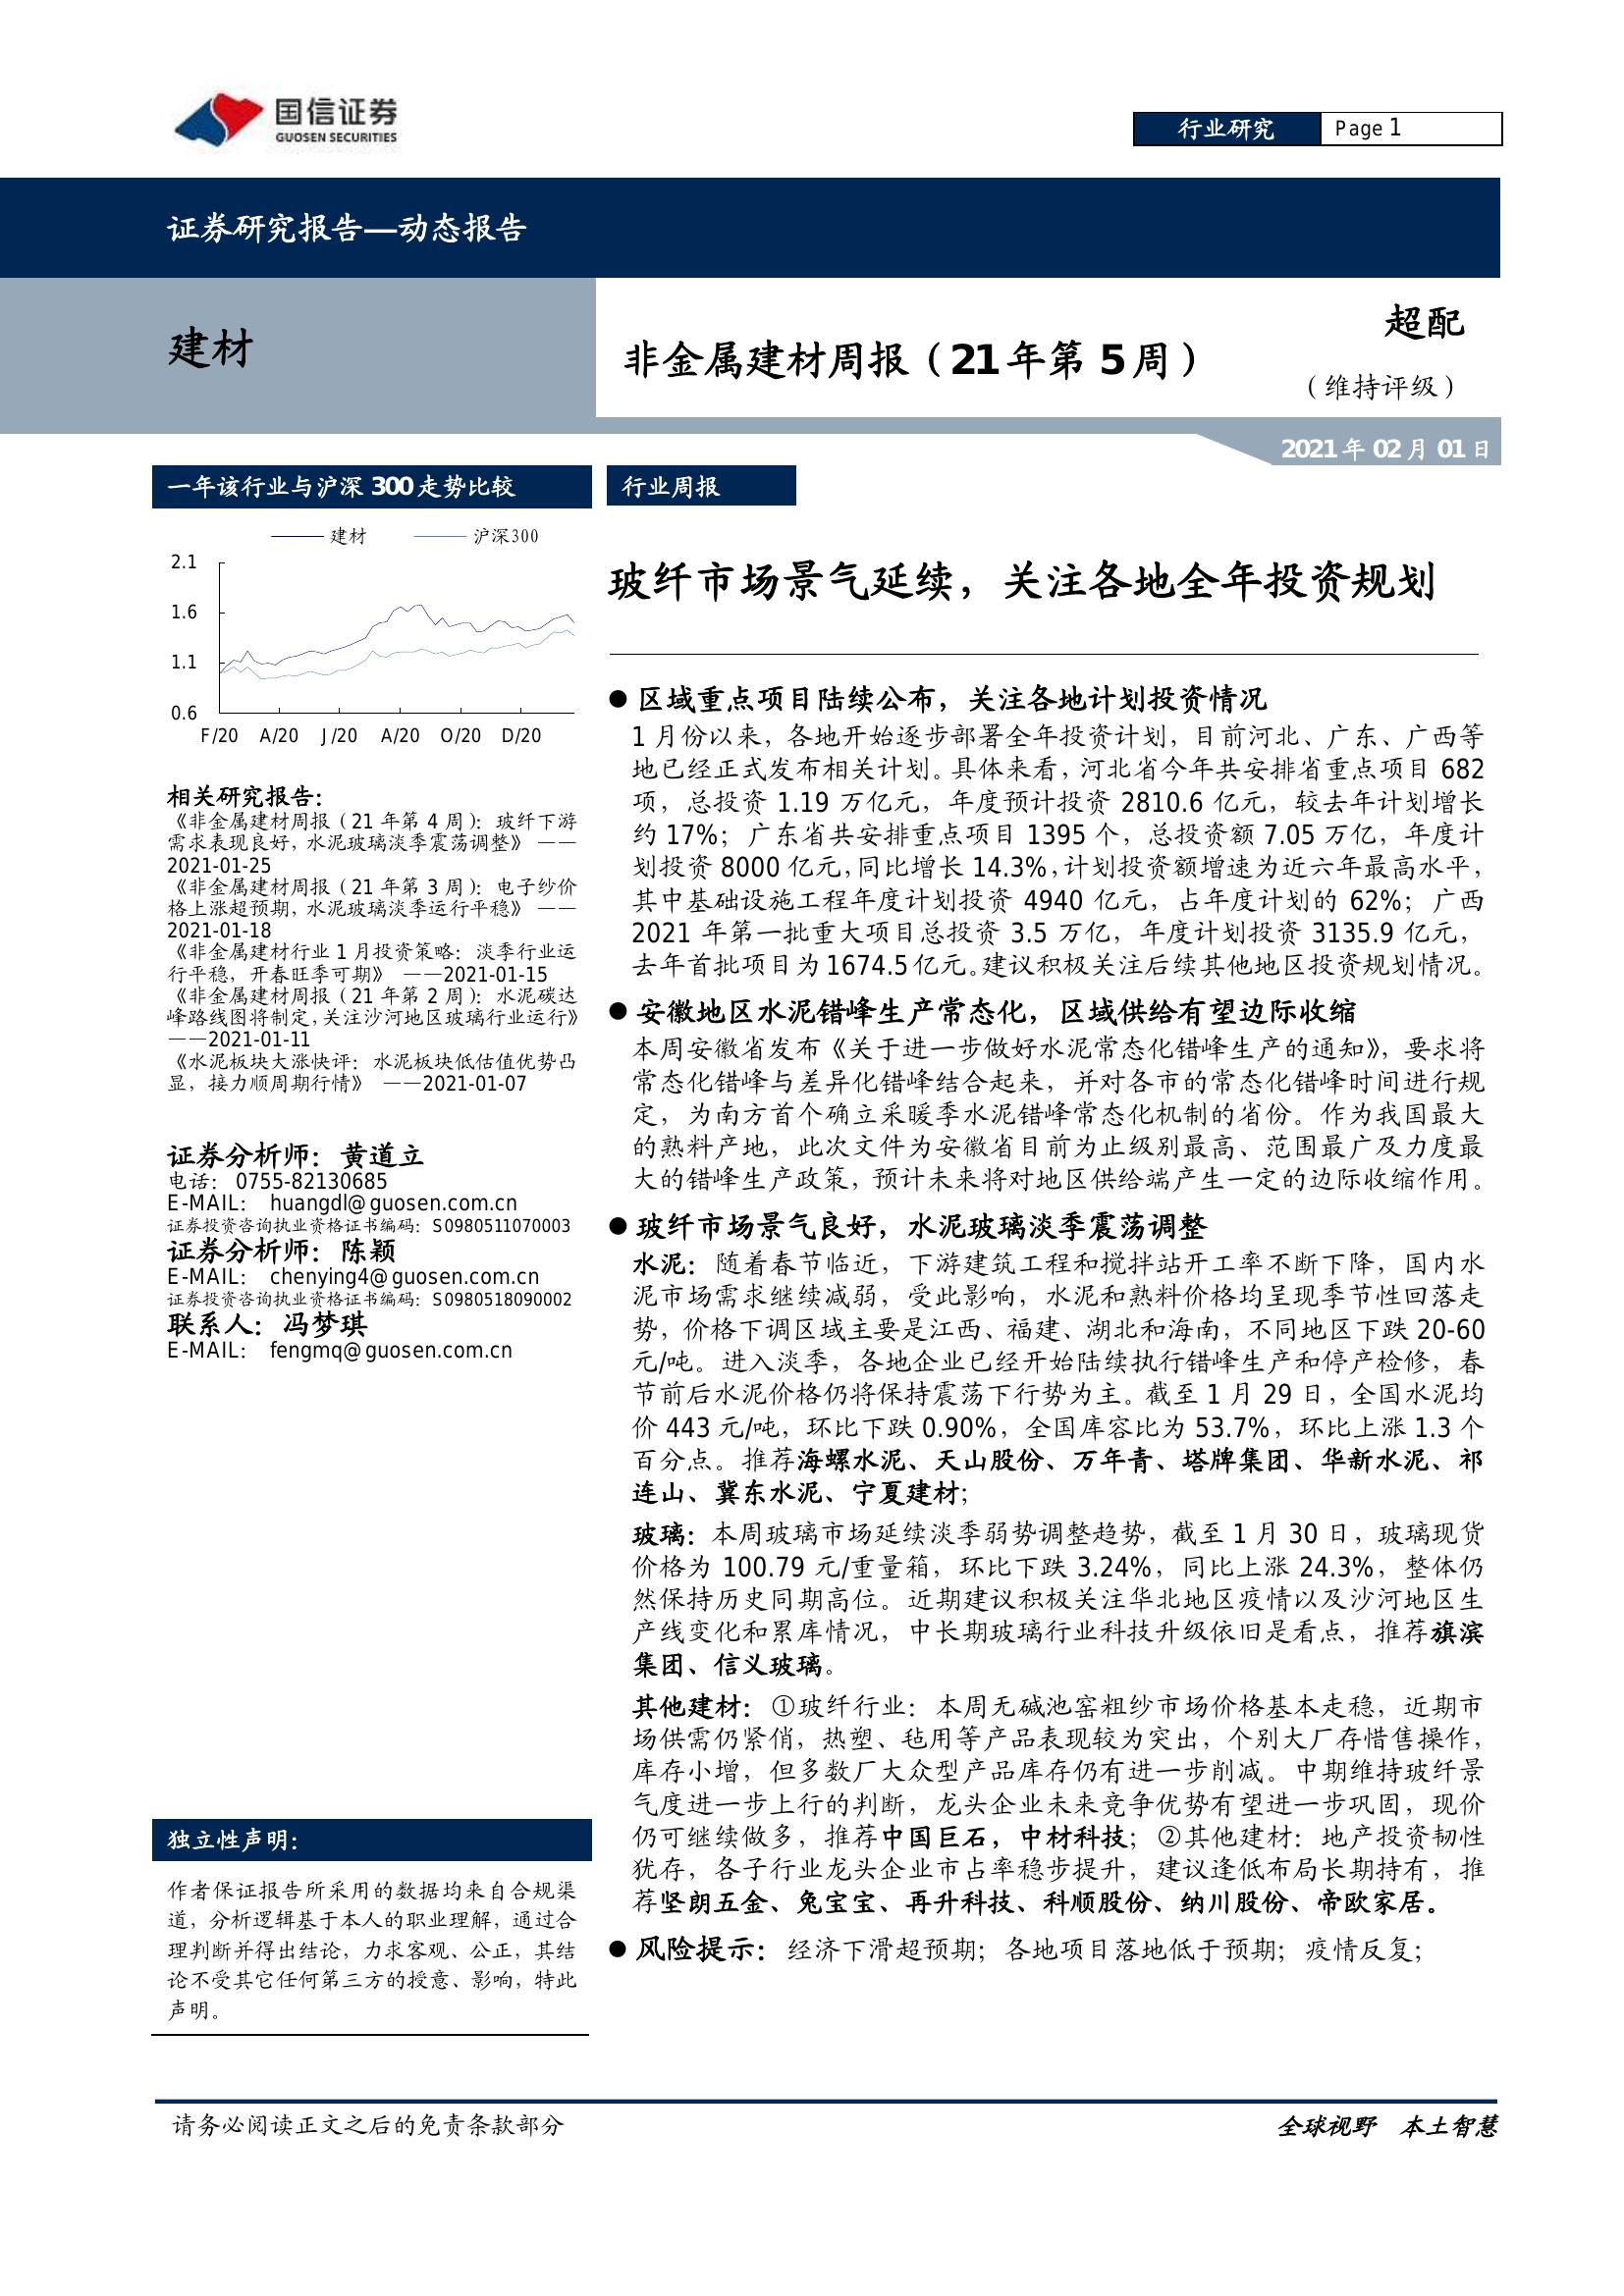 国信证券
GUOSEN SECURITIES
行业研究
Page 1
证券研究报告—动态报告
建材
非金属建材周报（21年第 5周）
超配
（维持评级）
2021年 02月 01日
一年该行业与沪深 300走势比较
建材
沪深300
2.1
1.6
1.1
0.6
F/20 A/20 J/20 A/20 O/20 D/20
相关研究报告：
《非金属建材周报（21 年第 4 周）：玻纤下游
需求表现良好，水泥玻璃淡季震荡调整》 ——
2021-01-25
《非金属建材周报（21 年第 3 周）：电子纱价
格上涨超预期，水泥玻璃淡季运行平稳》 ——
2021-01-18
《非金属建材行业 1 月投资策略：淡季行业运
行平稳，开春旺季可期》 ——2021-01-15
《非金属建材周报（21 年第 2 周）：水泥碳达
峰路线图将制定，关注沙河地区玻璃行业运行》
——2021-01-11
《水泥板块大涨快评：水泥板块低估值优势凸
显，接力顺周期行情》 ——2021-01-07
证券分析师：黄道立
电话： 0755-82130685
E-MAIL： huangdl@guosen.com.cn
证券投资咨询执业资格证书编码：S0980511070003
证券分析师：陈颖
E-MAIL： chenying4@guosen.com.cn
证券投资咨询执业资格证书编码：S0980518090002
联系人：冯梦琪
E-MAIL： fengmq@guosen.com.cn
独立性声明：
作者保证报告所采用的数据均来自合规渠
道，分析逻辑基于本人的职业理解，通过合
理判断并得出结论，力求客观、公正，其结
论不受其它任何第三方的授意、影响，特此
声明。
行业周报
玻纤市场景气延续，关注各地全年投资规划
● 区域重点项目陆续公布，关注各地计划投资情况
1 月份以来，各地开始逐步部署全年投资计划，目前河北、广东、广西等
地已经正式发布相关计划。具体来看，河北省今年共安排省重点项目 682
项，总投资 1.19 万亿元，年度预计投资 2810.6 亿元，较去年计划增长
约 17%；广东省共安排重点项目 1395 个，总投资额 7.05 万亿，年度计
划投资 8000 亿元，同比增长 14.3%，计划投资额增速为近六年最高水平，
其中基础设施工程年度计划投资 4940 亿元，占年度计划的 62%；广西
2021 年第一批重大项目总投资 3.5 万亿，年度计划投资 3135.9 亿元，
去年首批项目为 1674.5 亿元。建议积极关注后续其他地区投资规划情况。
● 安徽地区水泥错峰生产常态化，区域供给有望边际收缩
本周安徽省发布《关于进一步做好水泥常态化错峰生产的通知》，要求将
常态化错峰与差异化错峰结合起来，并对各市的常态化错峰时间进行规
定，为南方首个确立采暖季水泥错峰常态化机制的省份。作为我国最大
的熟料产地，此次文件为安徽省目前为止级别最高、范围最广及力度最
大的错峰生产政策，预计未来将对地区供给端产生一定的边际收缩作用。
● 玻纤市场景气良好，水泥玻璃淡季震荡调整
水泥：随着春节临近，下游建筑工程和搅拌站开工率不断下降，国内水
泥市场需求继续减弱，受此影响，水泥和熟料价格均呈现季节性回落走
势，价格下调区域主要是江西、福建、湖北和海南，不同地区下跌 20-60
元/吨。进入淡季，各地企业已经开始陆续执行错峰生产和停产检修，春
节前后水泥价格仍将保持震荡下行势为主。截至 1 月 29 日，全国水泥均
价 443 元/吨，环比下跌 0.90%，全国库容比为 53.7%，环比上涨 1.3 个
百分点。推荐海螺水泥、天山股份、万年青、塔牌集团、华新水泥、祁
连山、冀东水泥、宁夏建材；
玻璃：本周玻璃市场延续淡季弱势调整趋势，截至 1 月 30 日，玻璃现货
价格为 100.79 元/重量箱，环比下跌 3.24%，同比上涨 24.3%，整体仍
然保持历史同期高位。近期建议积极关注华北地区疫情以及沙河地区生
产线变化和累库情况，中长期玻璃行业科技升级依旧是看点，推荐旗滨
集团、信义玻璃。
其他建材：①玻纤行业：本周无碱池窑粗纱市场价格基本走稳，近期市
场供需仍紧俏，热塑、毡用等产品表现较为突出，个别大厂存惜售操作，
库存小增，但多数厂大众型产品库存仍有进一步削减。中期维持玻纤景
气度进一步上行的判断，龙头企业未来竞争优势有望进一步巩固，现价
仍可继续做多，推荐中国巨石，中材科技；②其他建材：地产投资韧性
犹存，各子行业龙头企业市占率稳步提升，建议逢低布局长期持有，推
荐坚朗五金、兔宝宝、再升科技、科顺股份、纳川股份、帝欧家居。
● 风险提示：经济下滑超预期；各地项目落地低于预期；疫情反复；
请务必阅读正文之后的免责条款部分
全球视野 本土智慧